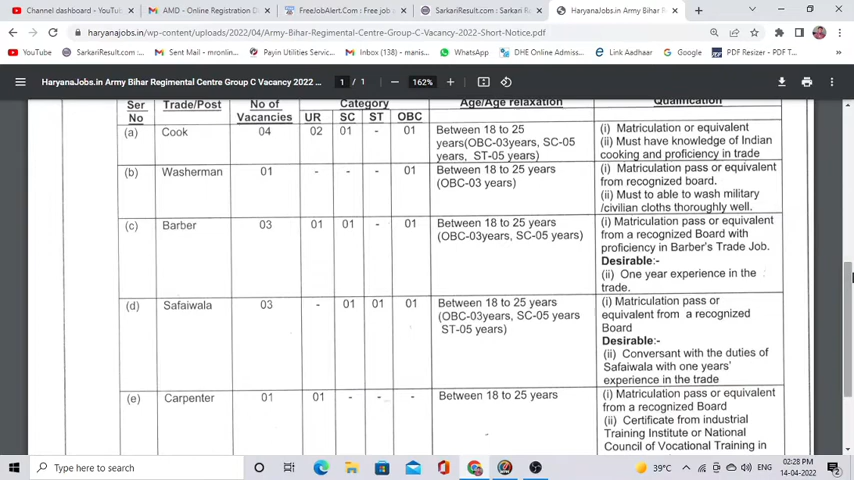 Channel dashboard - YouTub
AMD - Online Registration D
FreeJobAlert.Com : Free job
SarkariResult.com : Sarkari R
HaryanaJobs.in Army Bihar R
haryanajobs.in/wp-content/uploads/2022/04/Army-Bihar-Regimental-Centre-Group-C-Vacancy-2022-Short-Notice.pdf
YouTube
SarkariResult.com:...
Sent Mail - mronline...
Payin Utilities Servic...
Inbox (138) - manis...
WhatsApp
DHE Online Admissi...
Link Aadhaar
Google
PDF Resizer | PDF C...
HaryanaJobs.in Army Bihar Regimental Centre Group C Vacancy 2022 ...
1 / 1
162%
Ser No Trade/Post No of Vacancies Category Age/Age relaxation Qualification
UR SC ST OBC
(a) Cook 04 02 01 - 01 Between 18 to 25
years(OBC-03years, SC-05
years, ST-05 years)
(i) Matriculation or equivalent
(ii) Must have knowledge of Indian
cooking and proficiency in trade
(b) Washerman 01 - - - 01 Between 18 to 25 years
(OBC-03 years)
(i) Matriculation pass or equivalent
from recognized board.
(ii) Must to able to wash military
/civilian cloths thoroughly well.
(c) Barber 03 01 01 - 01 Between 18 to 25 years
(OBC-03years, SC-05 years)
(i) Matriculation pass or equivalent
from a recognized Board with
proficiency in Barber's Trade Job.
Desirable:-
(ii) One year experience in the
trade.
(d) Safaiwala 03 - 01 01 01 Between 18 to 25 years
(OBC-03years, SC-05 years
ST-05 years)
(i) Matriculation pass or
equivalent from a recognized
Board
Desirable:-
(ii) Conversant with the duties of
Safaiwala with one years'
experience in the trade
(e) Carpenter 01 01 - - - Between 18 to 25 years
(i) Matriculation pass or equivalent
from a recognized Board
(ii) Certificate from industrial
Training Institute or National
Council of Vocational Training in
Type here to search
39°C
ENG
02:28 PM
14-04-2022
2